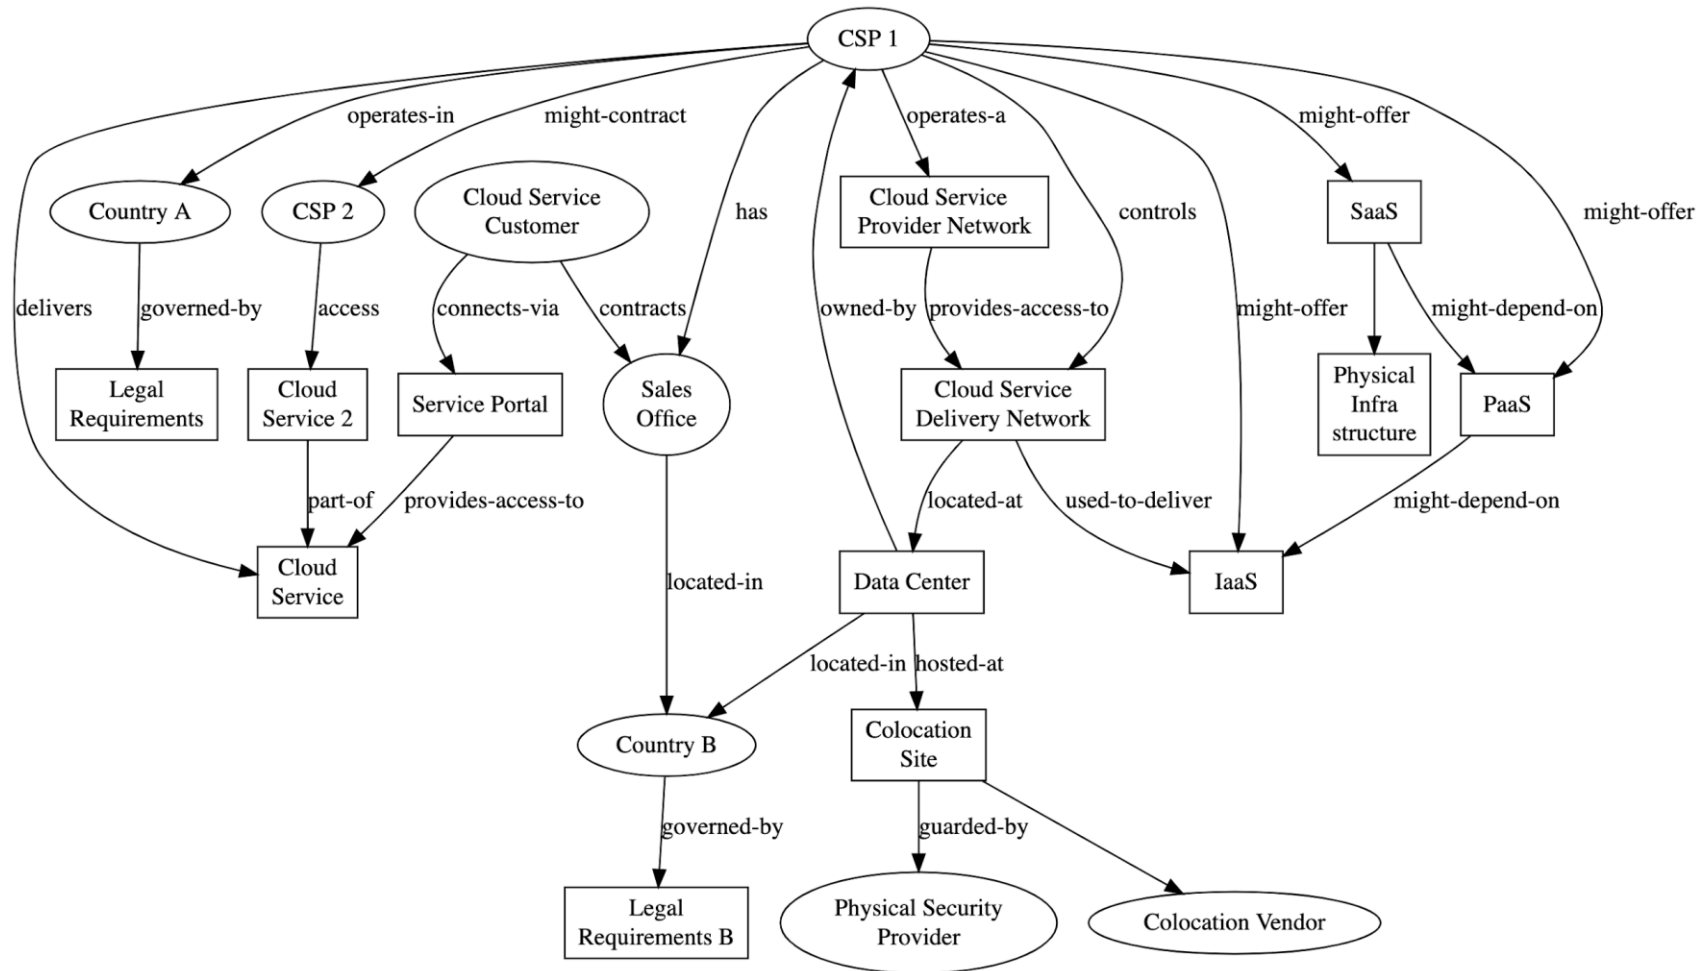 CSP 1
operates-in
might-contract
operates-a
might-offer
Country A
CSP 2
Cloud Service
Customer
has
Cloud Service
Provider Network
controls
SaaS
might-offer
delivers
governed-by
access
connects-via
contracts
owned-by
provides-access-to
might-offer
might-depend-on
Legal
Requirements
Cloud
Service 2
Service Portal
Sales
Office
Cloud Service
Delivery Network
Physical
Infra
structure
PaaS
part-of
provides-access-to
located-at
used-to-deliver
might-depend-on
Cloud
Service
located-in
Data Center
IaaS
located-in
hosted-at
Country B
Colocation
Site
governed-by
guarded-by
Legal
Requirements B
Physical Security
Provider
Colocation Vendor